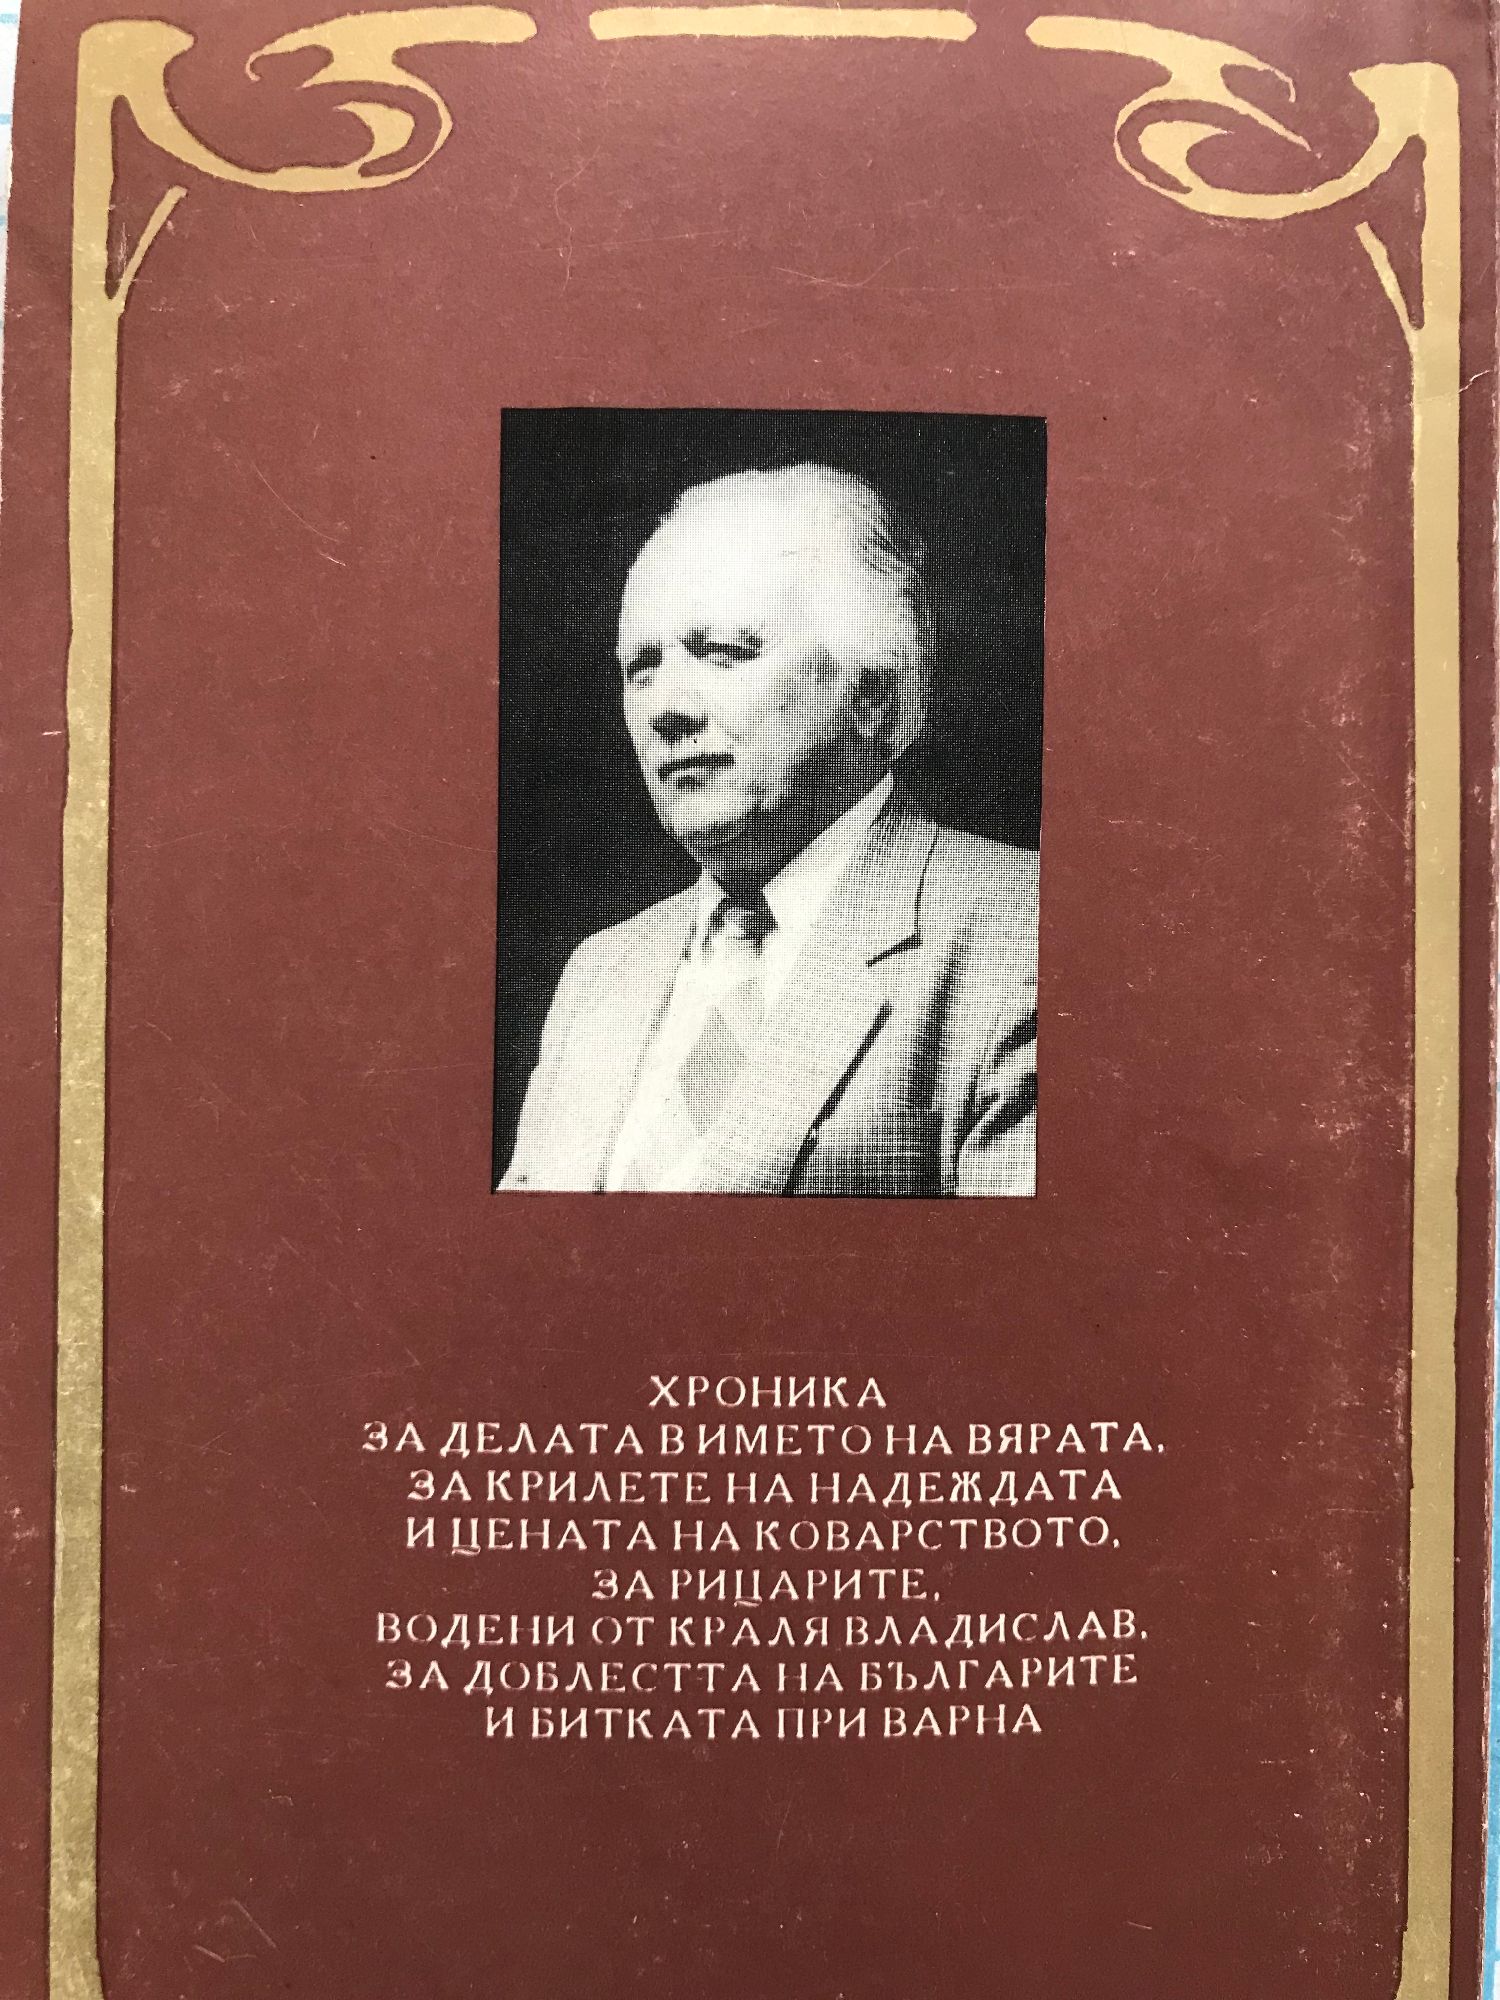 ХРОНИКА
ЗА ДЕЛАТА В ИМЕТО НА ВЯРАТА,
ЗА КРИЛЕТЕ НА НАДЕЖДАТА
И ЦЕНАТА НА КОВАРСТВОТО,
ЗА РИЦАРИТЕ,
ВОДЕНИ ОТ КРАЛЯ ВЛАДИСЛАВ,
ЗА ДОБЛЕСТТА НА БЪЛГАРИТЕ
И БИТКАТА ПРИ ВАРНА